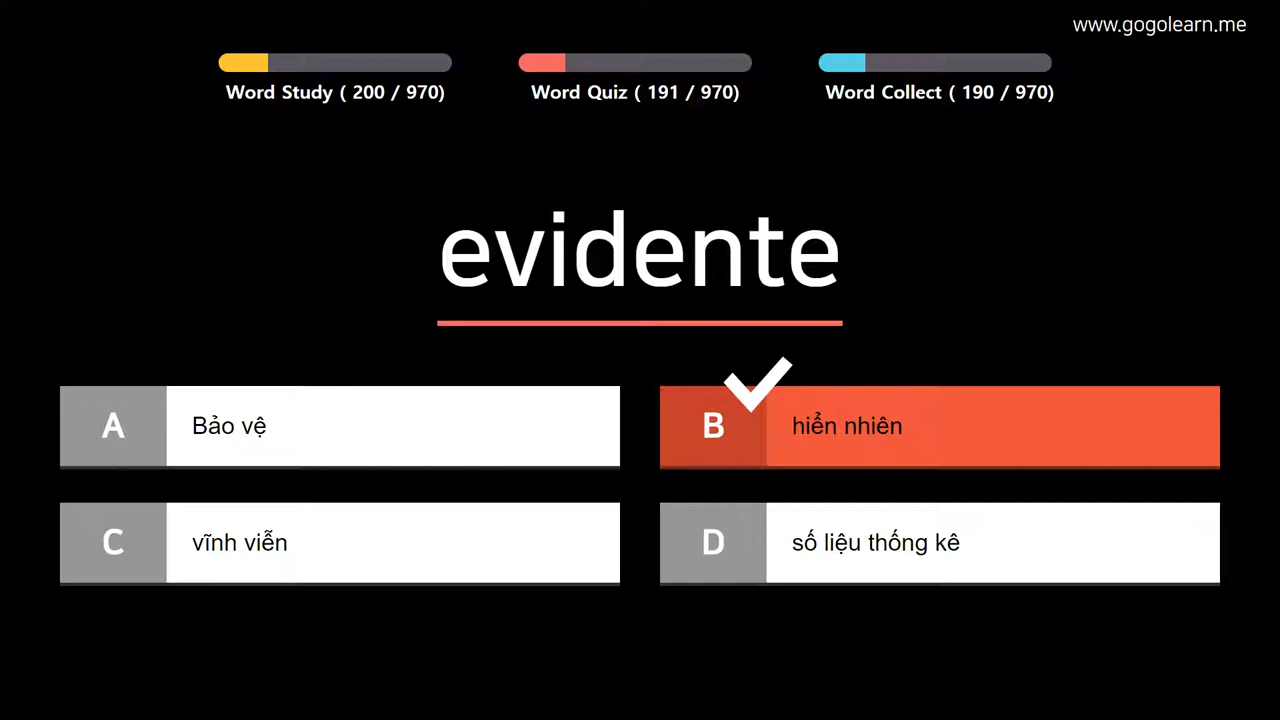 www.gogolearn.me
Word Study ( 200 / 970)
Word Quiz ( 191 / 970)
Word Collect ( 190 / 970)
evidente
A Bảo vệ
B hiển nhiên
C vĩnh viễn
D số liệu thống kê